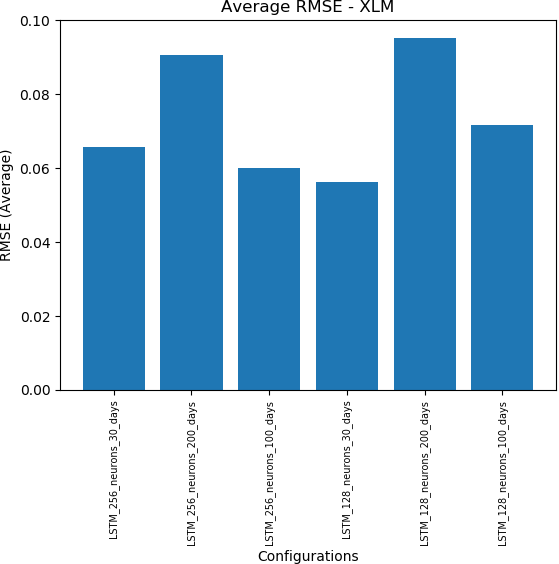 Average RMSE - XLM
0.10
0.08
0.06
0.04
0.02
0.00
RMSE (Average)
LSTM_256_neurons_30_days
LSTM_256_neurons_200_days
LSTM_256_neurons_100_days
LSTM_128_neurons_30_days
LSTM_128_neurons_200_days
LSTM_128_neurons_100_days
Configurations